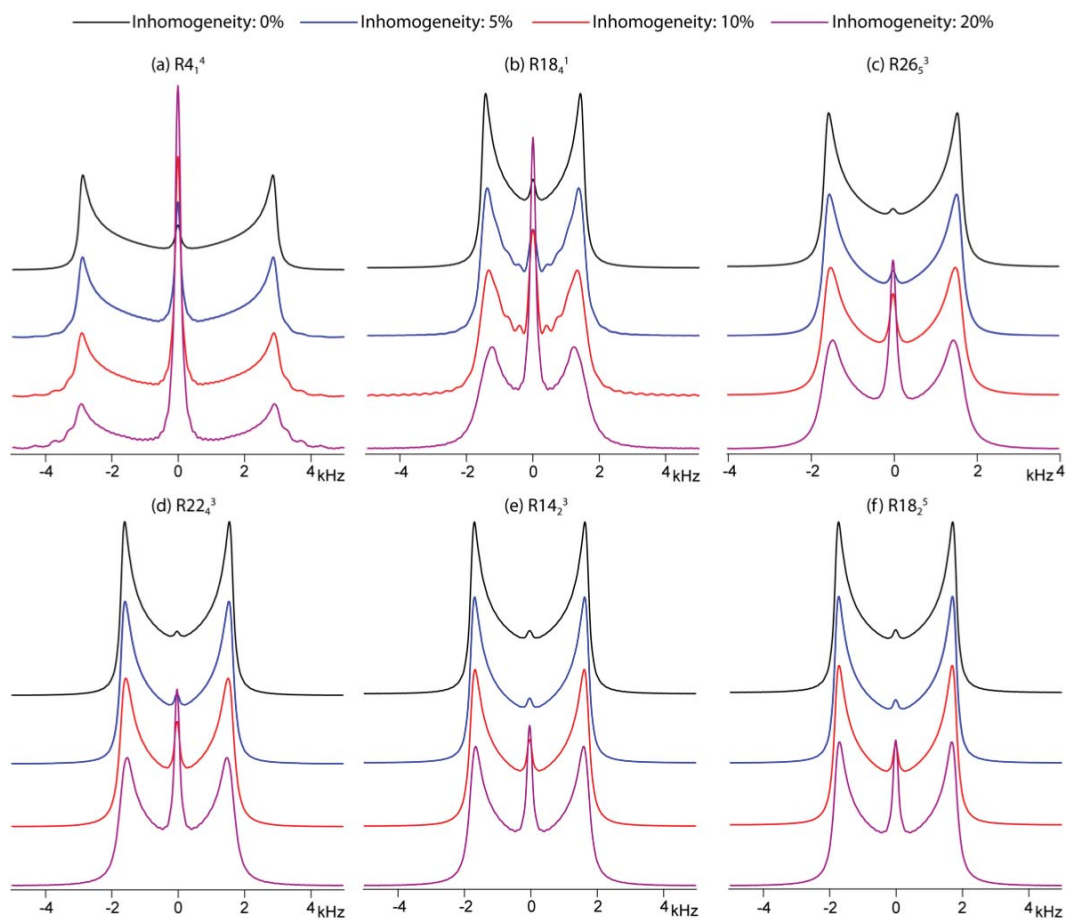 Inhomogeneity: 0% Inhomogeneity: 5% Inhomogeneity: 10% Inhomogeneity: 20%
(a) R4₁⁴ (b) R18₄¹ (c) R26₅³
-4 -2 0 2 4 kHz -4 -2 0 2 4 kHz -4 -2 0 2 4 kHz
(d) R22₄³ (e) R14₂³ (f) R18₂⁵
-4 -2 0 2 4 kHz -4 -2 0 2 4 kHz -4 -2 0 2 4 kHz